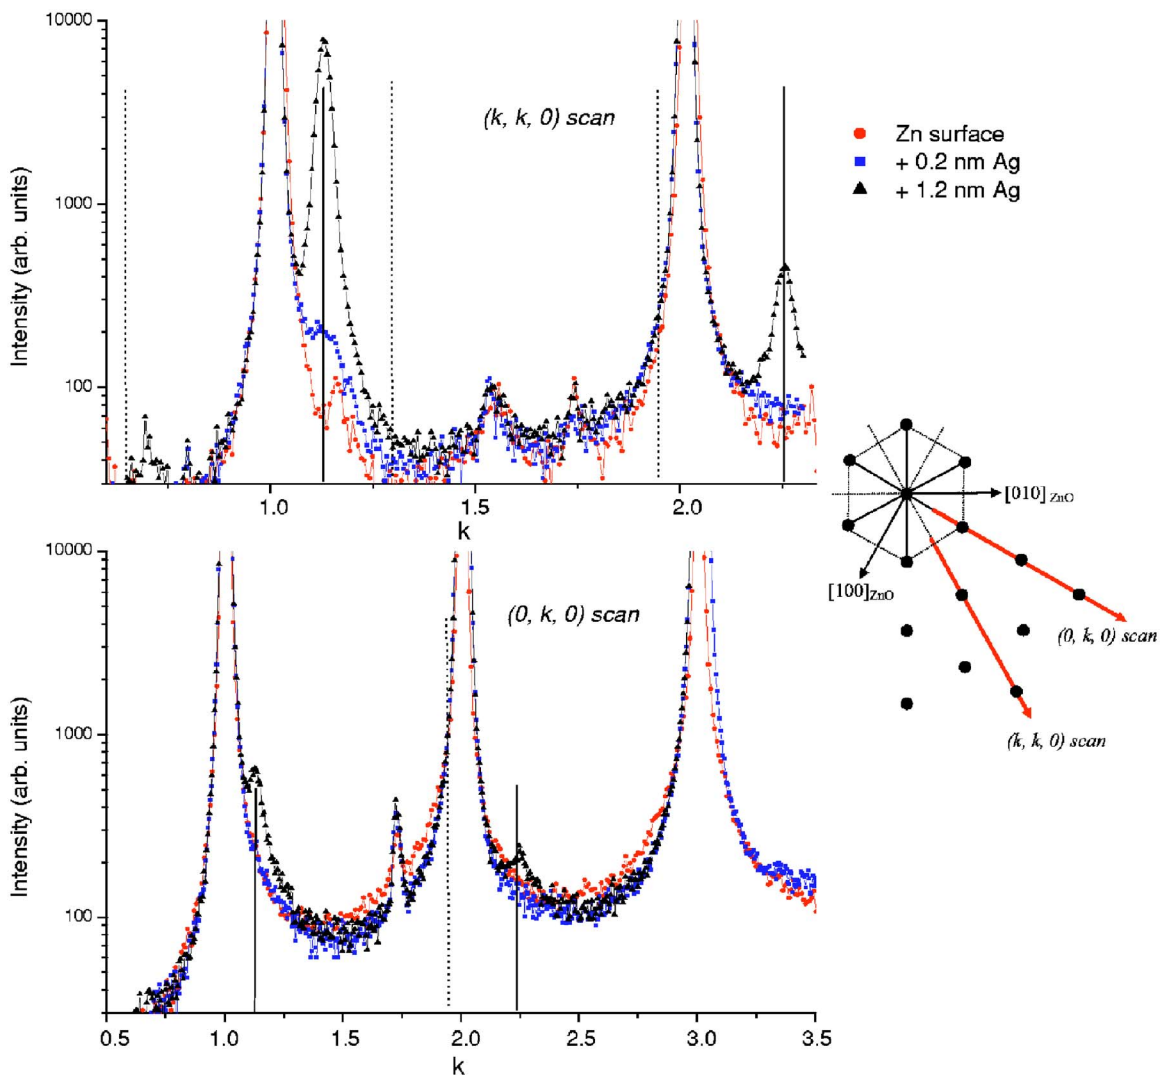 10000
1000
100
Intensity (arb. units)
(k, k, 0) scan
1.0
1.5
2.0
k
Zn surface
+ 0.2 nm Ag
+ 1.2 nm Ag
10000
1000
100
Intensity (arb. units)
(0, k, 0) scan
0.5
1.0
1.5
2.0
2.5
3.0
3.5
k
[010] ZnO
[100]ZnO
(0, k, 0) scan
(k, k, 0) scan